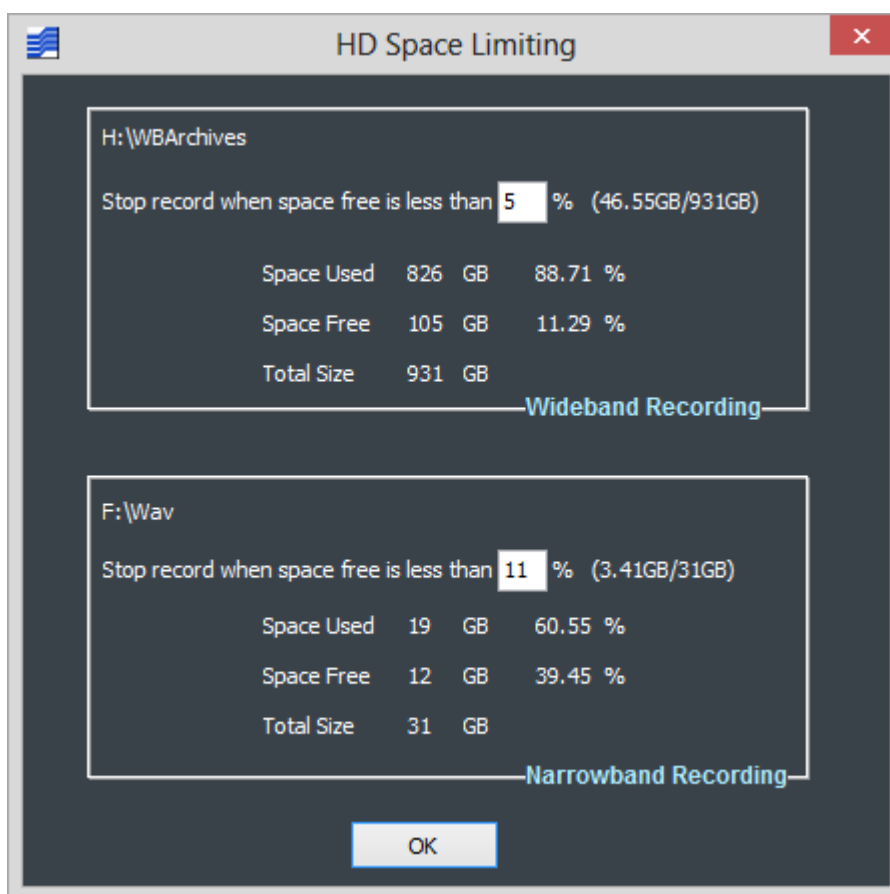 HD Space Limiting
H:\WBArchives
Stop record when space free is less than 5 % (46.55GB/931GB)
Space Used 826 GB 88.71 %
Space Free 105 GB 11.29 %
Total Size 931 GB
Wideband Recording
F:\Wav
Stop record when space free is less than 11 % (3.41GB/31GB)
Space Used 19 GB 60.55 %
Space Free 12 GB 39.45 %
Total Size 31 GB
Narrowband Recording
OK